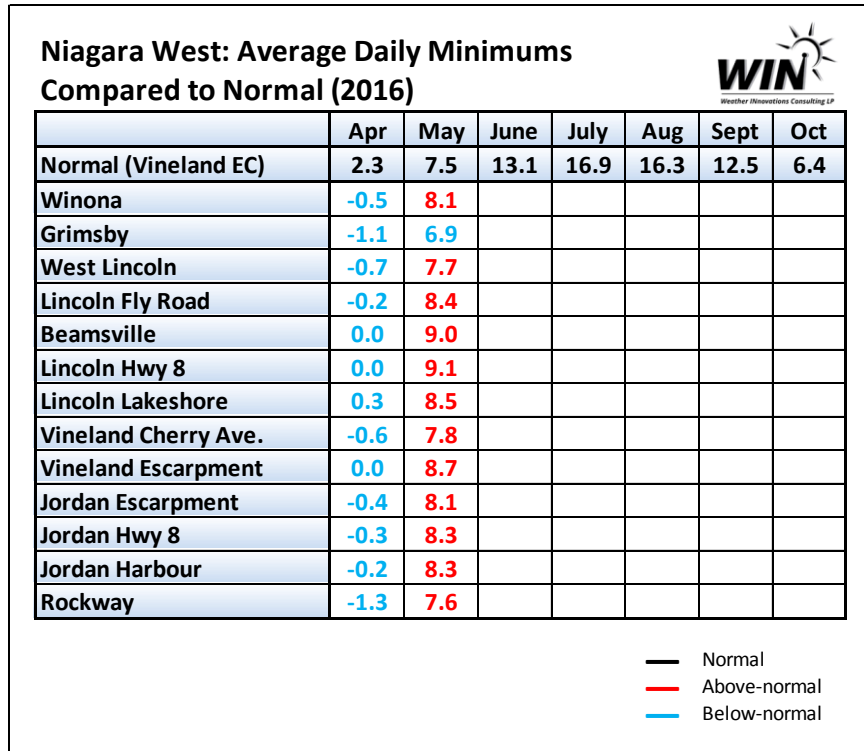 Niagara West: Average Daily Minimums
Compared to Normal (2016)
WIN
Weather INnovations Consulting LP
Apr May June July Aug Sept Oct
Normal (Vineland EC) 2.3 7.5 13.1 16.9 16.3 12.5 6.4
Winona -0.5 8.1
Grimsby -1.1 6.9
West Lincoln -0.7 7.7
Lincoln Fly Road -0.2 8.4
Beamsville 0.0 9.0
Lincoln Hwy 8 0.0 9.1
Lincoln Lakeshore 0.3 8.5
Vineland Cherry Ave. -0.6 7.8
Vineland Escarpment 0.0 8.7
Jordan Escarpment -0.4 8.1
Jordan Hwy 8 -0.3 8.3
Jordan Harbour -0.2 8.3
Rockway -1.3 7.6
Normal
Above-normal
Below-normal